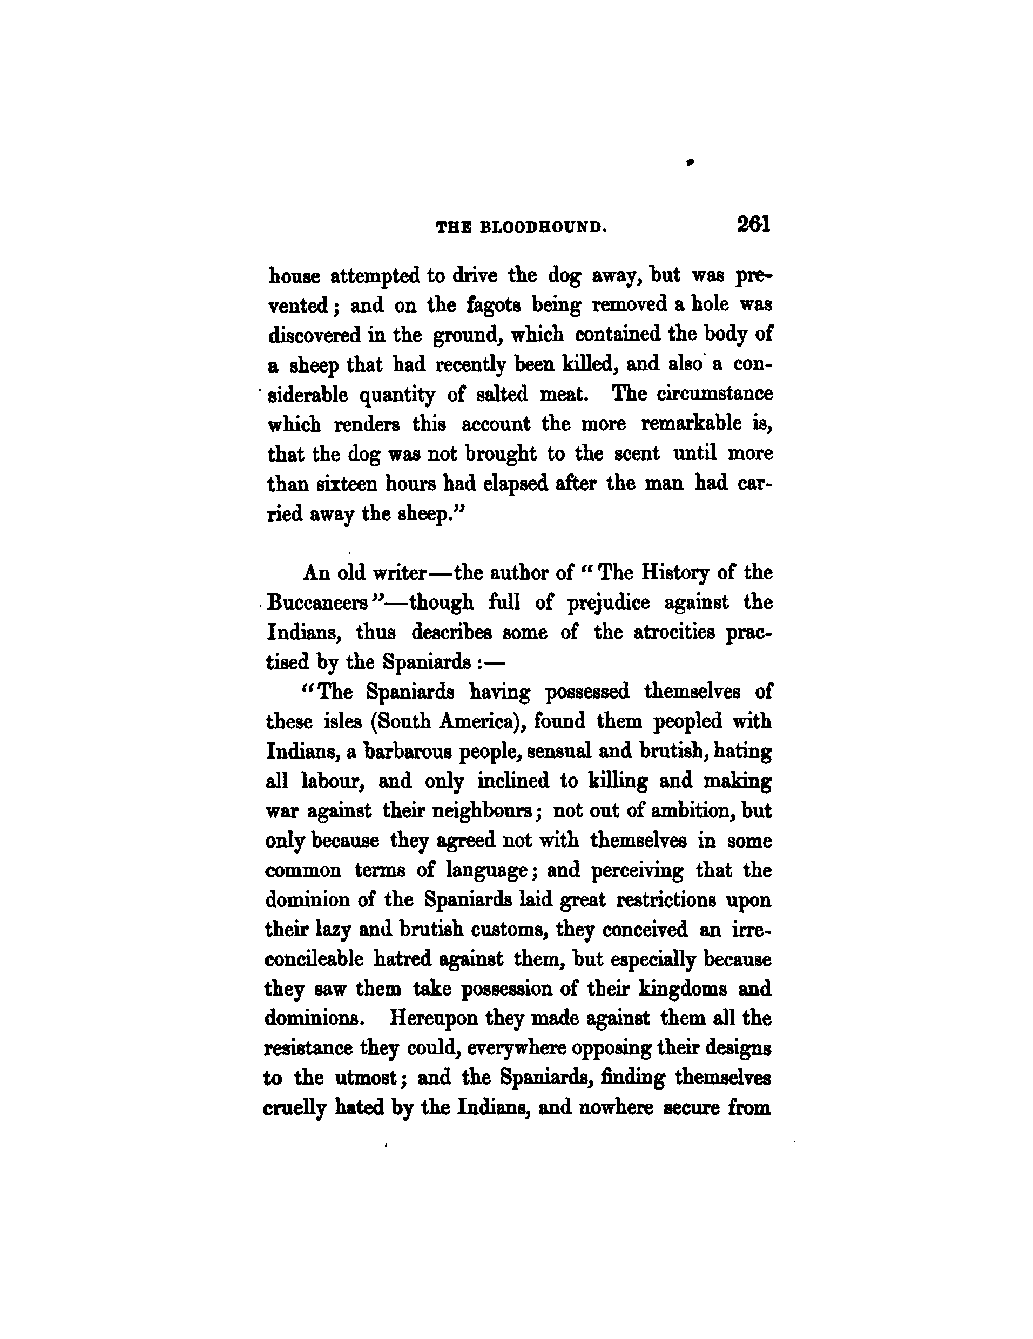 THE BLOODHOUND. 261
house attempted to drive the dog away, but was pre-
vented; and on the fagots being removed a hole was
discovered in the ground, which contained the body of
a sheep that had recently been killed, and also a con-
siderable quantity of salted meat. The circumstance
which renders this account the more remarkable is,
that the dog was not brought to the scent until more
than sixteen hours had elapsed after the man had car-
ried away the sheep."
An old writer—the author of "The History of the
Buccaneers"—though full of prejudice against the
Indians, thus describes some of the atrocities prac-
tised by the Spaniards :—
"The Spaniards having possessed themselves of
these isles (South America), found them peopled with
Indians, a barbarous people, sensual and brutish, hating
all labour, and only inclined to killing and making
war against their neighbours; not out of ambition, but
only because they agreed not with themselves in some
common terms of language; and perceiving that the
dominion of the Spaniards laid great restrictions upon
their lazy and brutish customs, they conceived an irre-
concileable hatred against them, but especially because
they saw them take possession of their kingdoms and
dominions. Hereupon they made against them all the
resistance they could, everywhere opposing their designs
to the utmost; and the Spaniards, finding themselves
cruelly hated by the Indians, and nowhere secure from